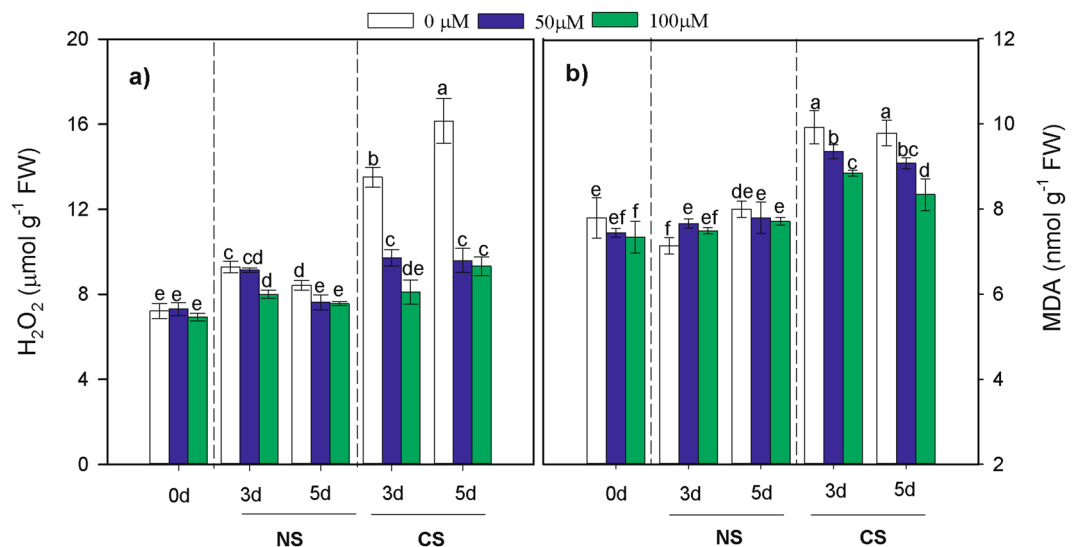 0 μM 50μM 100μM
20
16
12
8
4
0
H₂O₂ (μmol g⁻¹ FW)
a)
e e e
c cd d
d e e
b c de
a c c
0d 3d 5d 3d 5d
NS CS
b)
e ef f
f e ef
de e e
a b c
a bc d
0d 3d 5d 3d 5d
NS CS
12
10
8
6
4
2
MDA (nmol g⁻¹ FW)